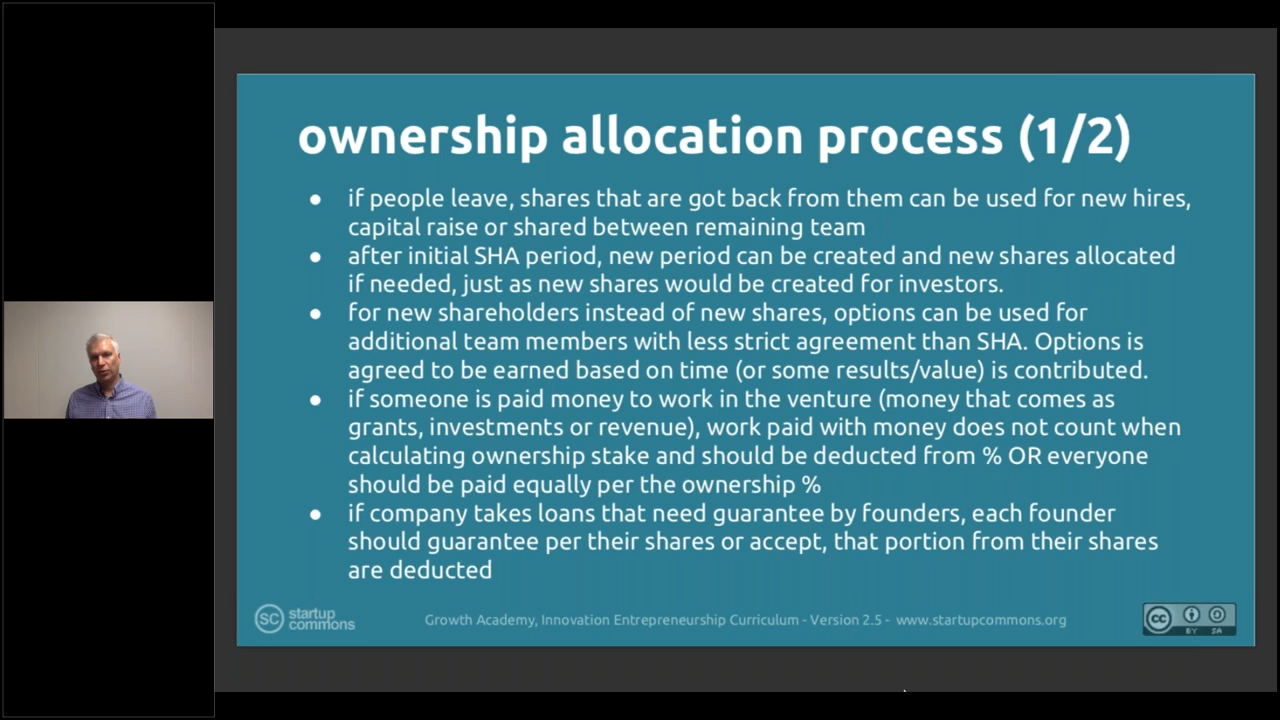 ownership allocation process (1/2)
● if people leave, shares that are got back from them can be used for new hires,
capital raise or shared between remaining team
● after initial SHA period, new period can be created and new shares allocated
if needed, just as new shares would be created for investors.
● for new shareholders instead of new shares, options can be used for
additional team members with less strict agreement than SHA. Options is
agreed to be earned based on time (or some results/value) is contributed.
● if someone is paid money to work in the venture (money that comes as
grants, investments or revenue), work paid with money does not count when
calculating ownership stake and should be deducted from % OR everyone
should be paid equally per the ownership %
● if company takes loans that need guarantee by founders, each founder
should guarantee per their shares or accept, that portion from their shares
are deducted
SC startup
commons
Growth Academy, Innovation Entrepreneurship Curriculum - Version 2.5 - www.startupcommons.org
cc
BY SA